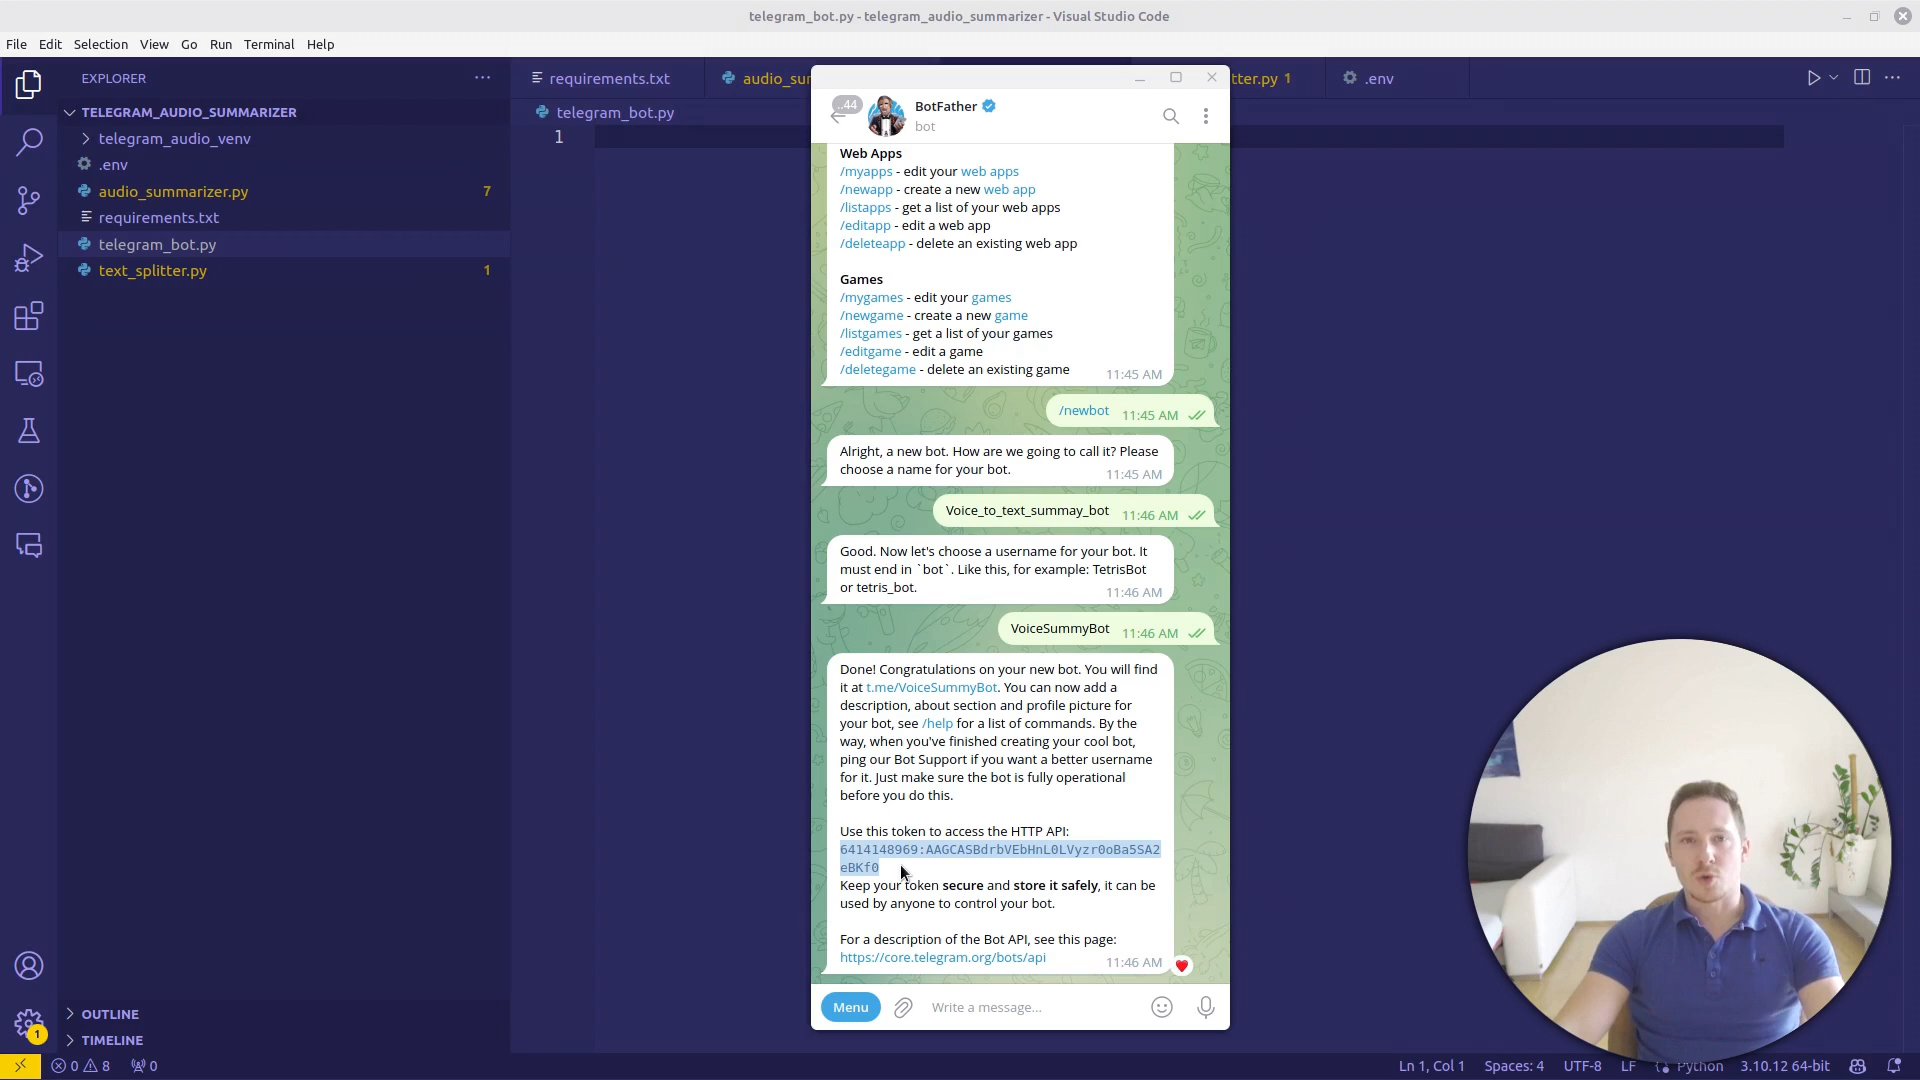 telegram_bot.py - telegram_audio_summarizer - Visual Studio Code
File Edit Selection View Go Run Terminal Help
EXPLORER
TELEGRAM_AUDIO_SUMMARIZER
telegram_audio_venv
.env
audio_summarizer.py 7
requirements.txt
telegram_bot.py
text_splitter.py 1
OUTLINE
TIMELINE
requirements.txt
audio_sur
tter.py 1
.env
telegram_bot.py
1
..44
BotFather
bot
Web Apps
/myapps - edit your web apps
/newapp - create a new web app
/listapps - get a list of your web apps
/editapp - edit a web app
/deleteapp - delete an existing web app
Games
/mygames - edit your games
/newgame - create a new game
/listgames - get a list of your games
/editgame - edit a game
/deletegame - delete an existing game
11:45 AM
/newbot 11:45 AM
Alright, a new bot. How are we going to call it? Please
choose a name for your bot.
11:45 AM
Voice_to_text_summay_bot 11:46 AM
Good. Now let's choose a username for your bot. It
must end in `bot`. Like this, for example: TetrisBot
or tetris_bot.
11:46 AM
VoiceSummyBot 11:46 AM
Done! Congratulations on your new bot. You will find
it at t.me/VoiceSummyBot. You can now add a
description, about section and profile picture for
your bot, see /help for a list of commands. By the
way, when you've finished creating your cool bot,
ping our Bot Support if you want a better username
for it. Just make sure the bot is fully operational
before you do this.
Use this token to access the HTTP API:
6414148969:AAGCASBdrbVEbHnL0LVyzr0oBa5SA2
eBKf0
Keep your token secure and store it safely, it can be
used by anyone to control your bot.
For a description of the Bot API, see this page:
https://core.telegram.org/bots/api
11:46 AM
Menu Write a message...
1
0 8 0
Ln 1, Col 1 Spaces: 4 UTF-8 LF Python 3.10.12 64-bit